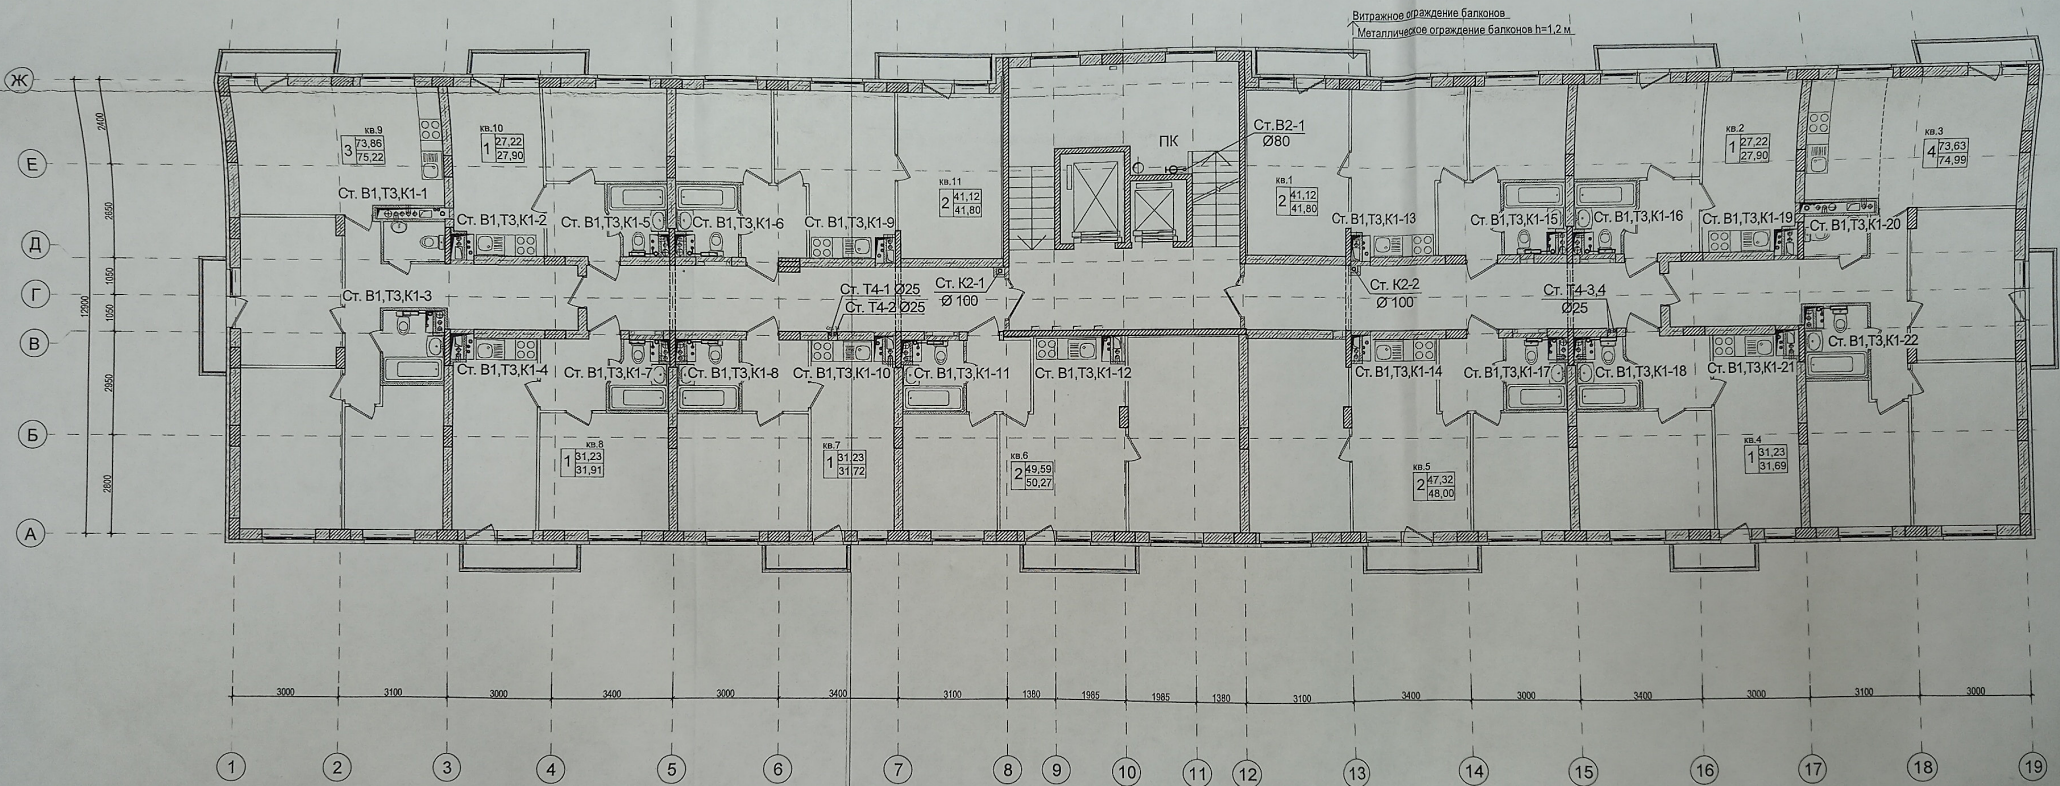 Витражное ограждение балконов
Металлическое ограждение балконов h=1,2 м
Ж
Е
Д
Г
В
Б
А
2400
2650
1050
1050
2950
2800
12900
кв.9
3 73,86
75,22
кв.10
1 27,22
27,90
кв.11
2 41,12
41,80
ПК
Ст.В2-1
Ø80
кв.1
2 41,12
41,80
кв.2
1 27,22
27,90
кв.3
4 73,63
74,99
Ст. В1,Т3,К1-1
Ст. В1,Т3,К1-2
Ст. В1,Т3,К1-5
Ст. В1,Т3,К1-6
Ст. В1,Т3,К1-9
Ст. В1,Т3,К1-13
Ст. В1,Т3,К1-15
Ст. В1,Т3,К1-16
Ст. В1,Т3,К1-19
Ст. В1,Т3,К1-20
Ст. В1,Т3,К1-3
Ст. Т4-1 Ø25
Ст. Т4-2 Ø25
Ст. К2-1
Ø 100
Ст. К2-2
Ø 100
Ст. Т4-3,4
Ø25
Ст. В1,Т3,К1-4
Ст. В1,Т3,К1-7
Ст. В1,Т3,К1-8
Ст. В1,Т3,К1-10
Ст. В1,Т3,К1-11
Ст. В1,Т3,К1-12
Ст. В1,Т3,К1-14
Ст. В1,Т3,К1-17
Ст. В1,Т3,К1-18
Ст. В1,Т3,К1-21
Ст. В1,Т3,К1-22
кв.8
1 31,23
31,91
кв.7
1 31,23
31,72
кв.6
2 49,59
50,27
кв.5
2 47,32
48,00
кв.4
1 31,23
31,69
3000 3100 3000 3400 3000 3400 3100 1380 1985 1985 1380 3100 3400 3000 3400 3000 3100 3000
1 2 3 4 5 6 7 8 9 10 11 12 13 14 15 16 17 18 19